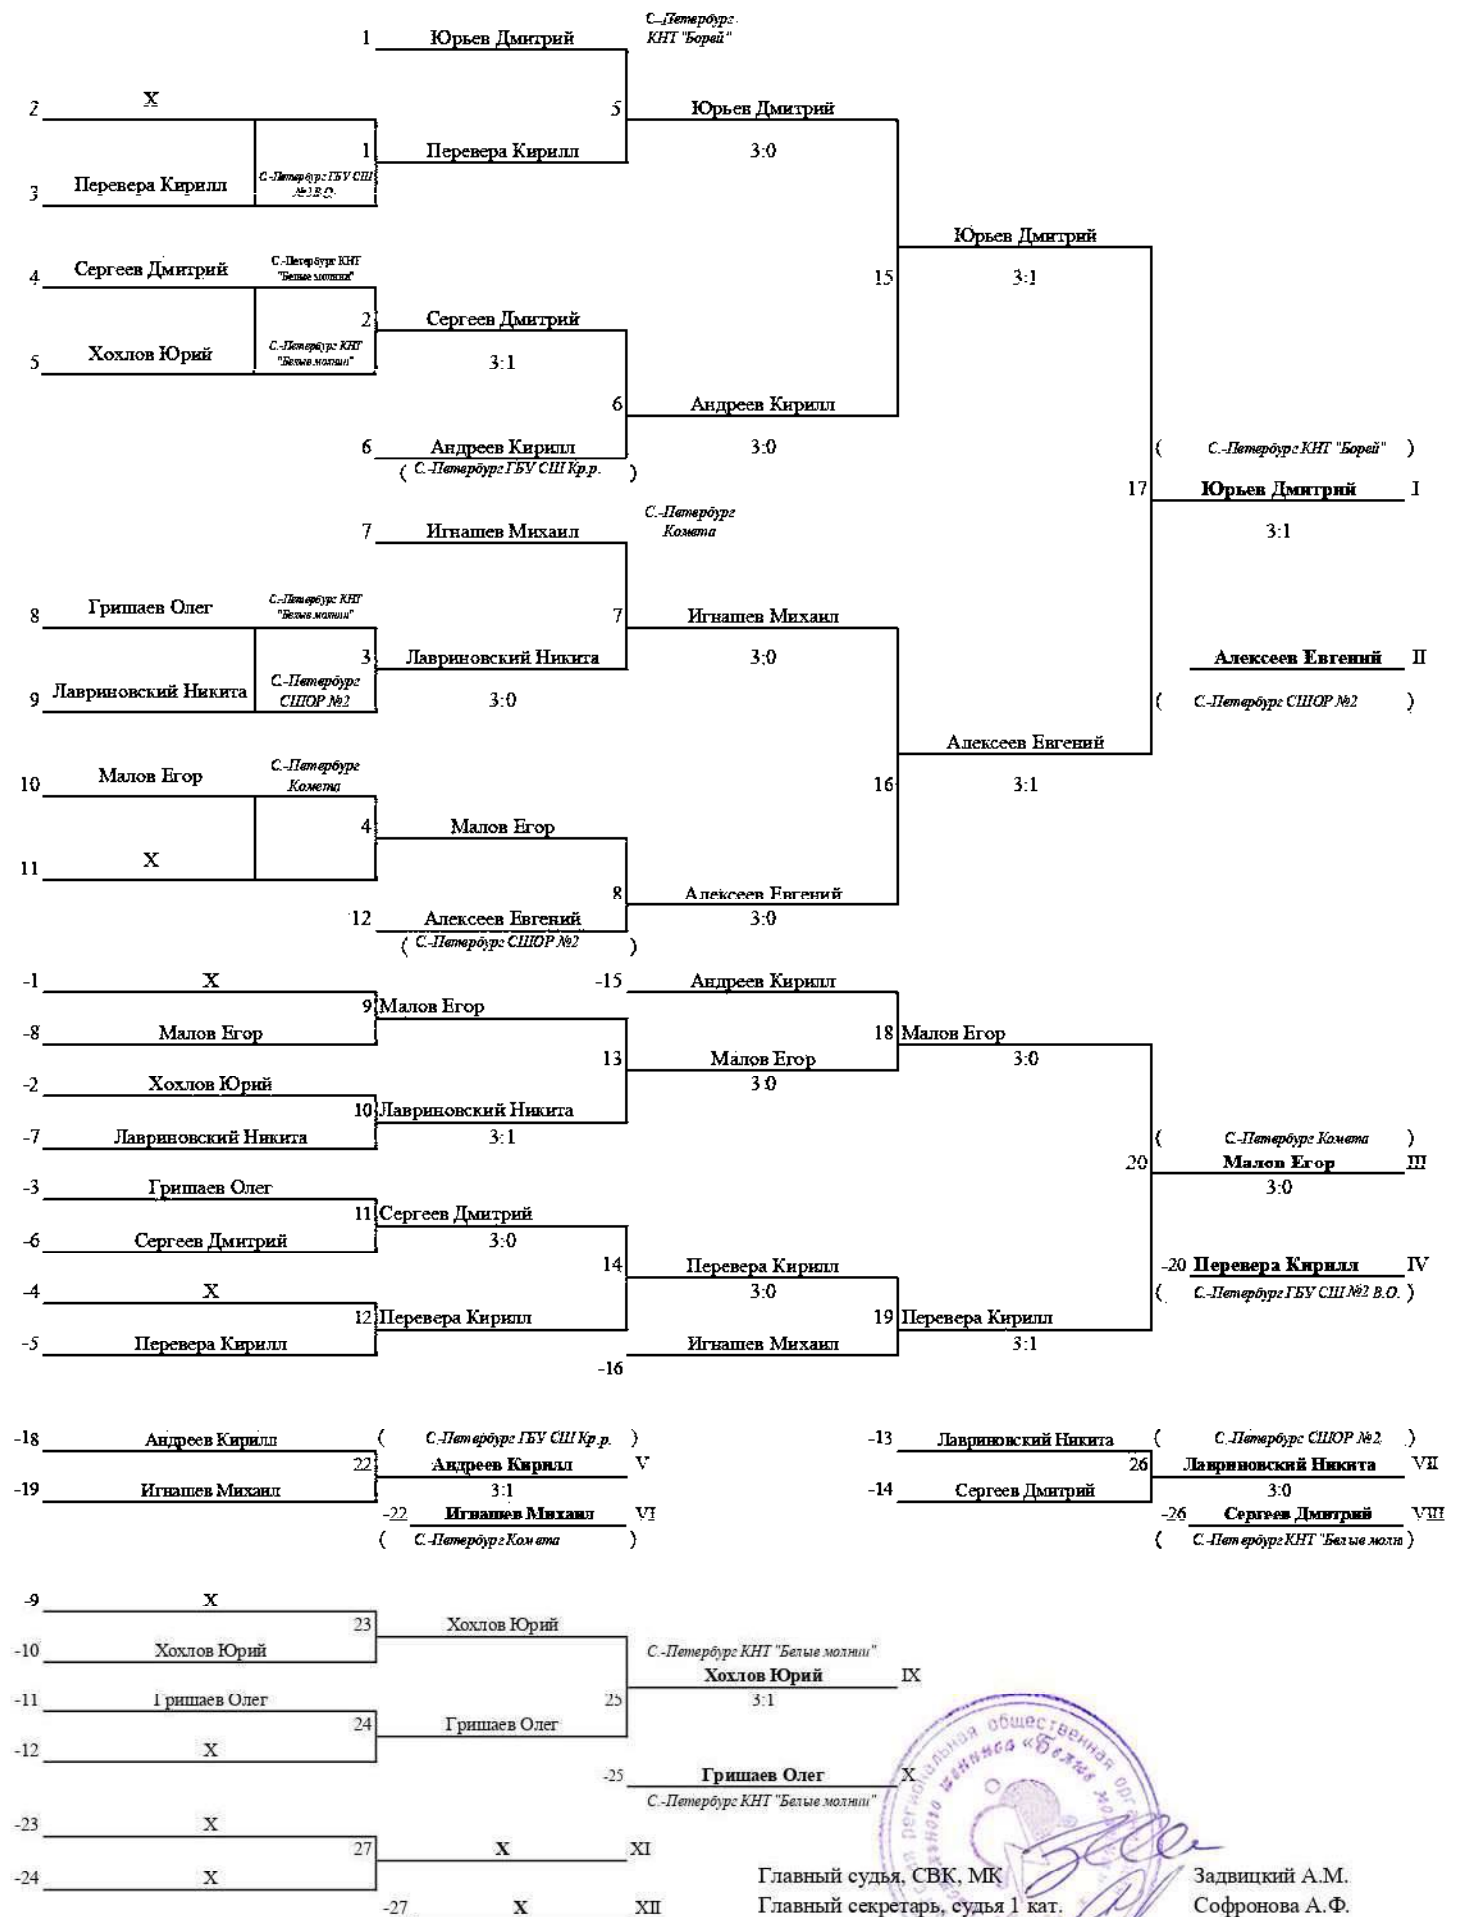 С.-Петербург
1 Юрьев Дмитрий КНТ "Борей"
2 X
5 Юрьев Дмитрий
1 Перевера Кирилл 3:0
3 Перевера Кирилл С.-Петербург ГБУ СШ
№2 В.О.
Юрьев Дмитрий
4 Сергеев Дмитрий С.-Петербург КНТ
"Белые молнии"
15 3:1
2 Сергеев Дмитрий
5 Хохлов Юрий С.-Петербург КНТ
"Белые молнии"
3:1
6 Андреев Кирилл
6 Андреев Кирилл 3:0
( С.-Петербург КНТ "Борей" )
( С.-Петербург ГБУ СШ Кр.р. )
17 Юрьев Дмитрий I
7 Игнашев Михаил С.-Петербург
Комета
3:1
8 Гришаев Олег С.-Петербург КНТ
"Белые молнии"
7 Игнашев Михаил
3 Лавриновский Никита 3:0
Алексеев Евгений II
9 Лавриновский Никита С.-Петербург
СШОР №2
3:0
( С.-Петербург СШОР №2 )
Алексеев Евгений
10 Малов Егор С.-Петербург
Комета
16 3:1
4 Малов Егор
11 X
8 Алексеев Евгений
12 Алексеев Евгений 3:0
( С.-Петербург СШОР №2 )
-1 X
-15 Андреев Кирилл
9 Малов Егор
-8 Малов Егор
18 Малов Егор
13 Малов Егор 3:0
-2 Хохлов Юрий 3:0
10 Лавриновский Никита
-7 Лавриновский Никита 3:1
( С.-Петербург Комета )
20 Малов Егор III
-3 Гришаев Олег 3:0
11 Сергеев Дмитрий
-6 Сергеев Дмитрий 3:0
14 Перевера Кирилл
-20 Перевера Кирилл IV
-4 X 3:0
( С.-Петербург ГБУ СШ №2 В.О. )
12 Перевера Кирилл
19 Перевера Кирилл
-5 Перевера Кирилл
Игнашев Михаил 3:1
-16
-18 Андреев Кирилл ( С.-Петербург ГБУ СШ Кр.р. ) -13 Лавриновский Никита ( С.-Петербург СШОР №2 )
22 Андреев Кирилл V 26 Лавриновский Никита VII
-19 Игнашев Михаил 3:1 -14 Сергеев Дмитрий 3:0
-22 Игнашев Михаил VI -26 Сергеев Дмитрий VIII
( С.-Петербург Комета ) ( С.-Петербург КНТ "Белые молн )
-9 X
23 Хохлов Юрий
-10 Хохлов Юрий
С.-Петербург КНТ "Белые молнии"
Хохлов Юрий IX
-11 Гришаев Олег 25 3:1
24 Гришаев Олег
-12 X
-25 Гришаев Олег X
С.-Петербург КНТ "Белые молнии"
-23 X
27 X XI
-24 X
Главный судья, СВК, МК Задвицкий А.М.
-27 X XII Главный секретарь, судья 1 кат. Софронова А.Ф.